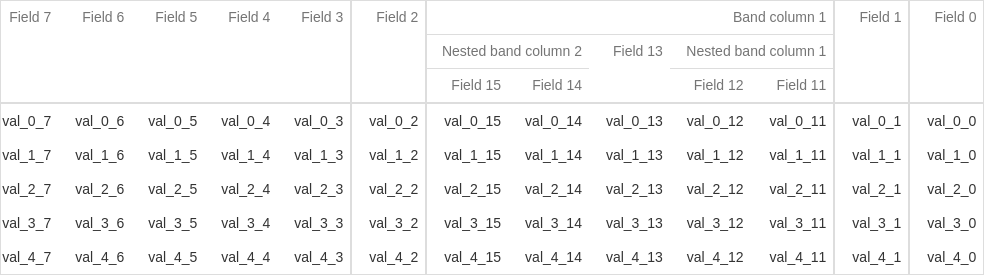 Field 7 Field 6 Field 5 Field 4 Field 3 Field 2 Band column 1 Field 1 Field 0
Nested band column 2 Field 13 Nested band column 1
Field 15 Field 14 Field 12 Field 11
val_0_7 val_0_6 val_0_5 val_0_4 val_0_3 val_0_2 val_0_15 val_0_14 val_0_13 val_0_12 val_0_11 val_0_1 val_0_0
val_1_7 val_1_6 val_1_5 val_1_4 val_1_3 val_1_2 val_1_15 val_1_14 val_1_13 val_1_12 val_1_11 val_1_1 val_1_0
val_2_7 val_2_6 val_2_5 val_2_4 val_2_3 val_2_2 val_2_15 val_2_14 val_2_13 val_2_12 val_2_11 val_2_1 val_2_0
val_3_7 val_3_6 val_3_5 val_3_4 val_3_3 val_3_2 val_3_15 val_3_14 val_3_13 val_3_12 val_3_11 val_3_1 val_3_0
val_4_7 val_4_6 val_4_5 val_4_4 val_4_3 val_4_2 val_4_15 val_4_14 val_4_13 val_4_12 val_4_11 val_4_1 val_4_0